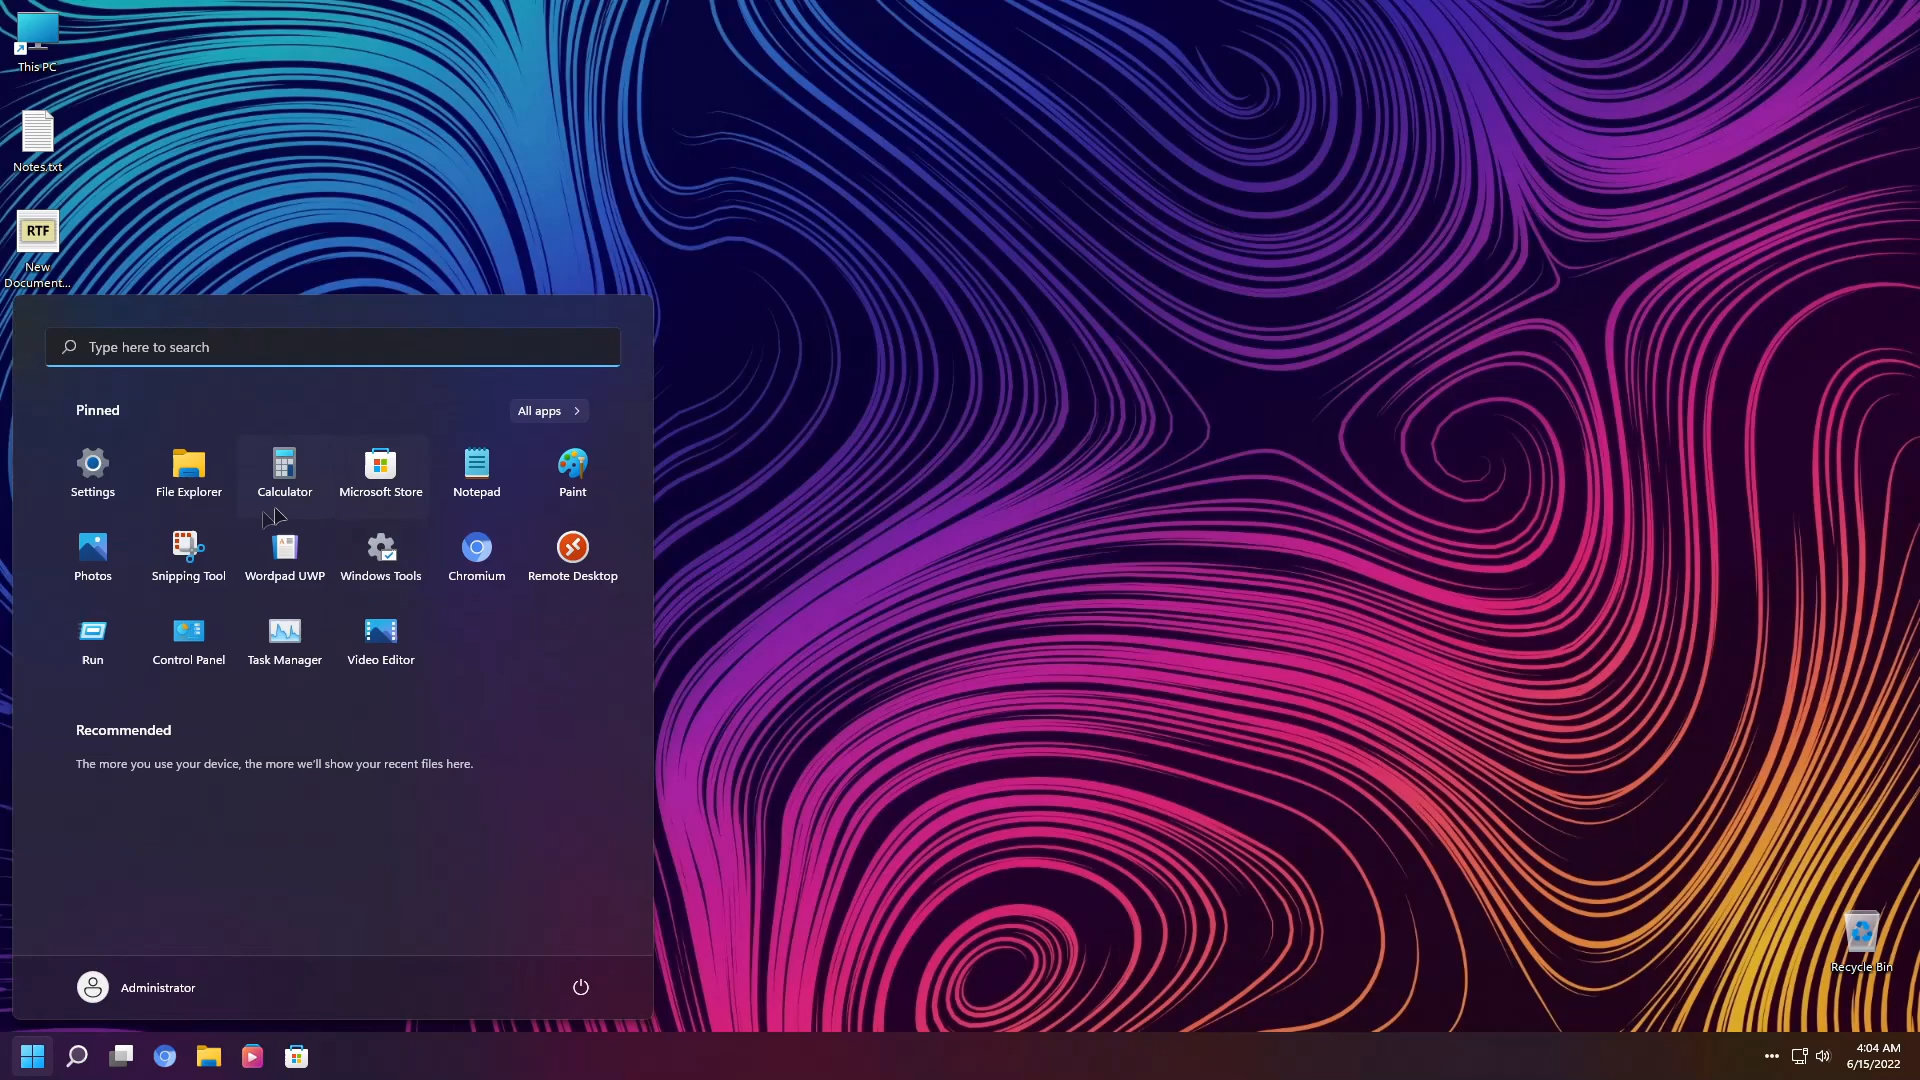 This PC
Notes.txt
RTF
New
Document...
Type here to search
Pinned
All apps
Settings
File Explorer
Calculator
Microsoft Store
Notepad
Paint
Photos
Snipping Tool
Wordpad UWP
Windows Tools
Chromium
Remote Desktop
Run
Control Panel
Task Manager
Video Editor
Recommended
The more you use your device, the more we'll show your recent files here.
Administrator
Recycle Bin
4:04 AM
6/15/2022